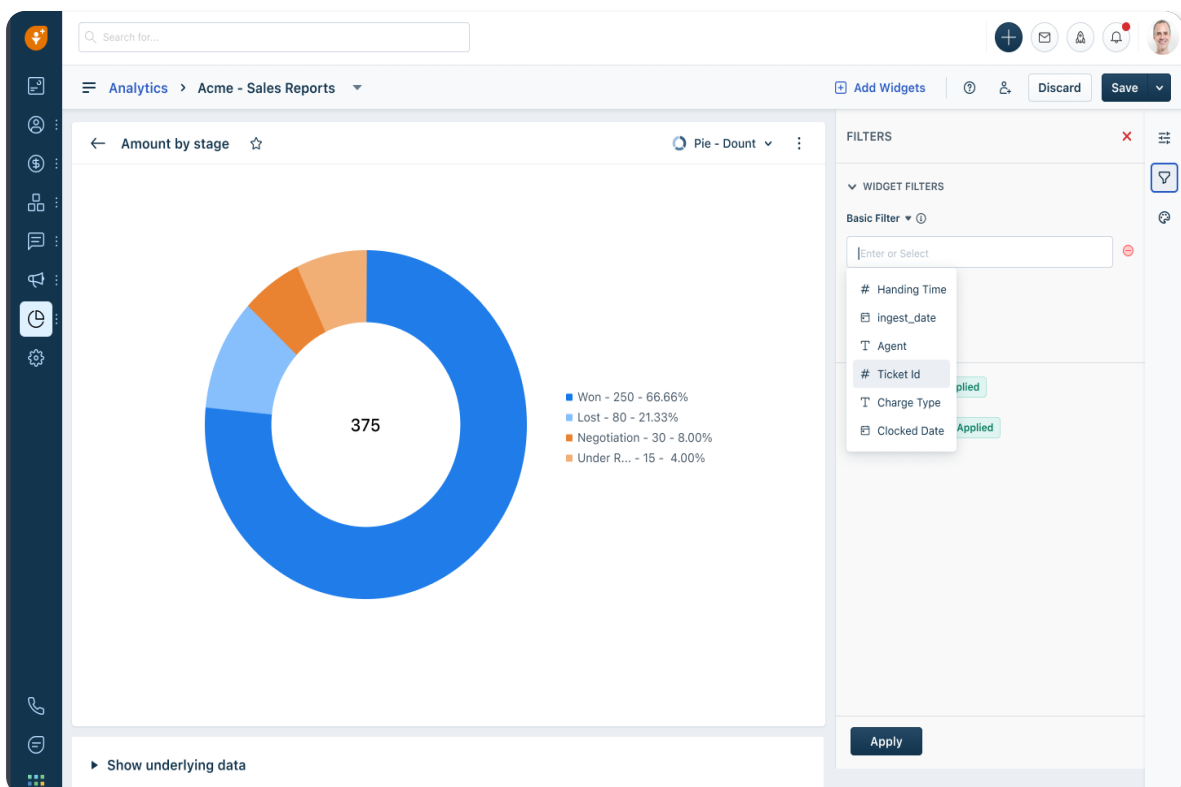 Search for...
Analytics > Acme - Sales Reports
Add Widgets
Discard
Save
Amount by stage
Pie - Dount
375
Won - 250 - 66.66%
Lost - 80 - 21.33%
Negotiation - 30 - 8.00%
Under R... - 15 - 4.00%
Show underlying data
FILTERS
WIDGET FILTERS
Basic Filter
Enter or Select
# Handing Time
ingest_date
T Agent
# Ticket Id
T Charge Type
Clocked Date
plied
Applied
Apply